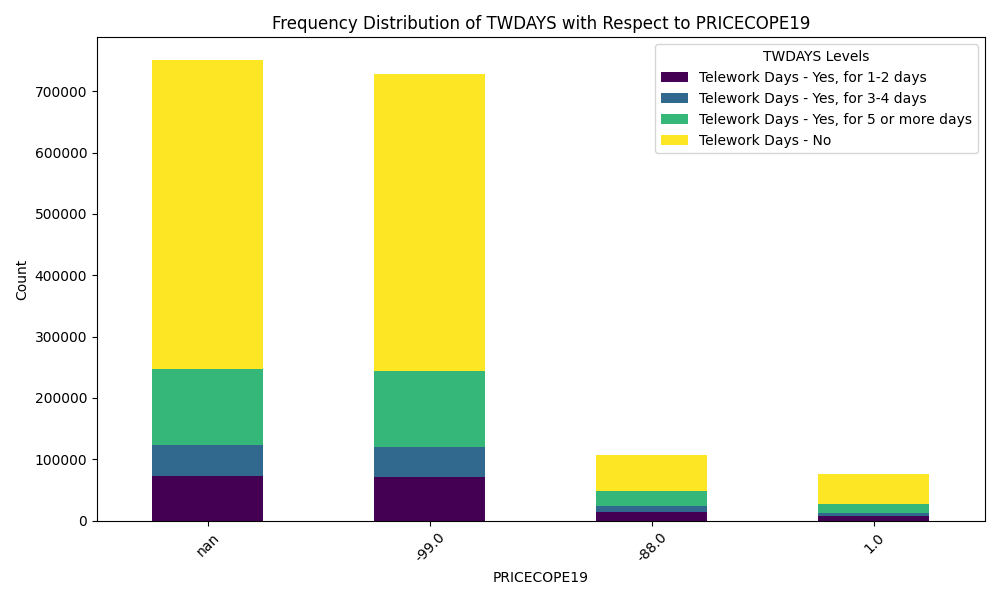 Frequency Distribution of TWDAYS with Respect to PRICECOPE19
TWDAYS Levels
Telework Days - Yes, for 1-2 days
Telework Days - Yes, for 3-4 days
Telework Days - Yes, for 5 or more days
Telework Days - No
Count
700000
600000
500000
400000
300000
200000
100000
0
nan
-99.0
-88.0
1.0
PRICECOPE19